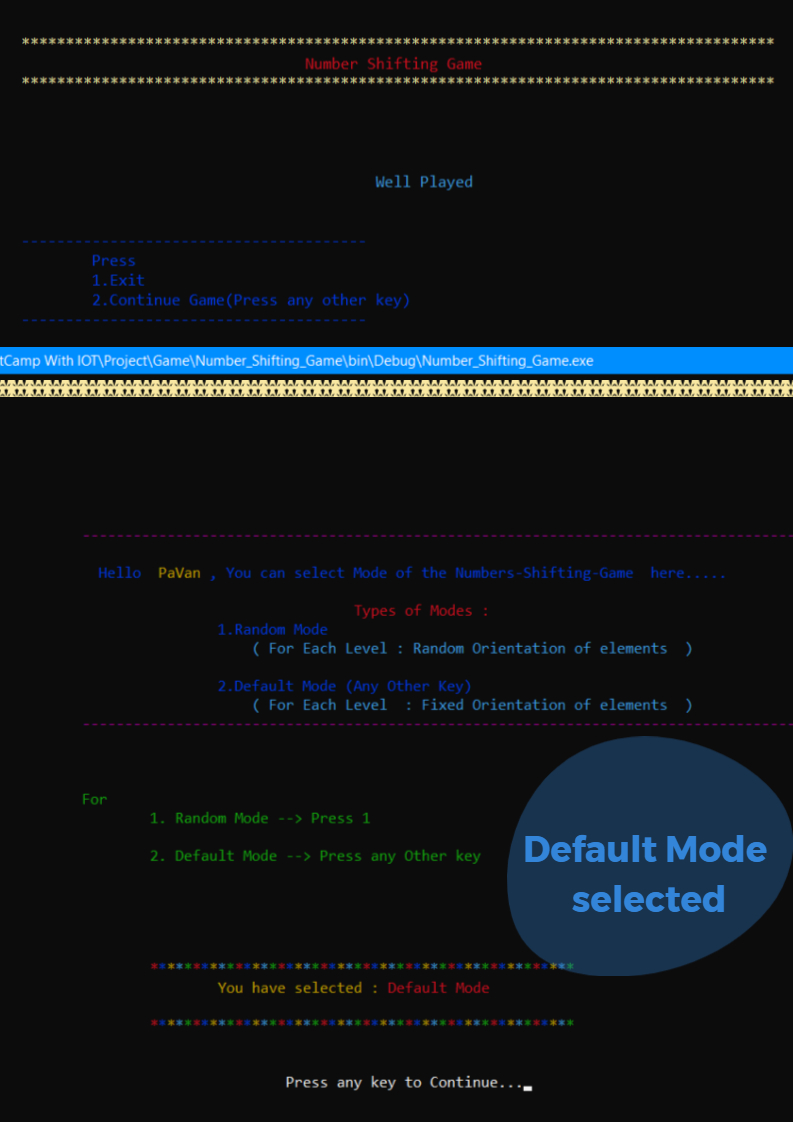 *************************************************************************************
Number Shifting Game
*************************************************************************************
Well Played
---------------------------------------
Press
1.Exit
2.Continue Game(Press any other key)
---------------------------------------
tCamp With IOT\Project\Game\Number_Shifting_Game\bin\Debug\Number_Shifting_Game.exe
------------------------------------------------------------------------------------
Hello PaVan , You can select Mode of the Numbers-Shifting-Game here.....
Types of Modes :
1.Random Mode
( For Each Level : Random Orientation of elements )
2.Default Mode (Any Other Key)
( For Each Level : Fixed Orientation of elements )
------------------------------------------------------------------------------------
For
1. Random Mode --> Press 1
2. Default Mode --> Press any Other key
Default Mode
selected
**************************************************
You have selected : Default Mode
**************************************************
Press any key to Continue...